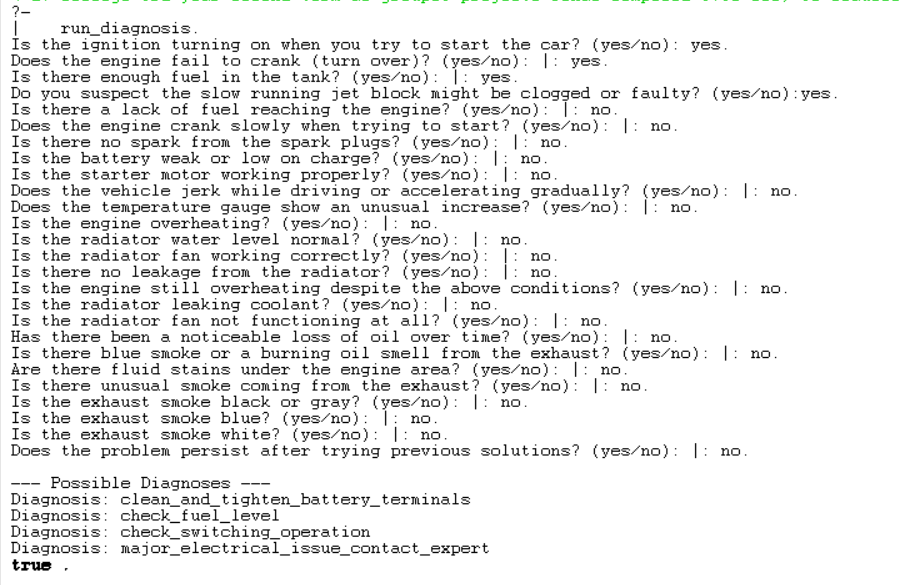 ?-
|    run_diagnosis.
Is the ignition turning on when you try to start the car? (yes/no): yes.
Does the engine fail to crank (turn over)? (yes/no): |: yes.
Is there enough fuel in the tank? (yes/no): |: yes.
Do you suspect the slow running jet block might be clogged or faulty? (yes/no):yes.
Is there a lack of fuel reaching the engine? (yes/no): |: no.
Does the engine crank slowly when trying to start? (yes/no): |: no.
Is there no spark from the spark plugs? (yes/no): |: no.
Is the battery weak or low on charge? (yes/no): |: no.
Is the starter motor working properly? (yes/no): |: no.
Does the vehicle jerk while driving or accelerating gradually? (yes/no): |: no.
Does the temperature gauge show an unusual increase? (yes/no): |: no.
Is the engine overheating? (yes/no): |: no.
Is the radiator water level normal? (yes/no): |: no.
Is the radiator fan working correctly? (yes/no): |: no.
Is there no leakage from the radiator? (yes/no): |: no.
Is the engine still overheating despite the above conditions? (yes/no): |: no.
Is the radiator leaking coolant? (yes/no): |: no.
Is the radiator fan not functioning at all? (yes/no): |: no.
Has there been a noticeable loss of oil over time? (yes/no): |: no.
Is there blue smoke or a burning oil smell from the exhaust? (yes/no): |: no.
Are there fluid stains under the engine area? (yes/no): |: no.
Is there unusual smoke coming from the exhaust? (yes/no): |: no.
Is the exhaust smoke black or gray? (yes/no): |: no.
Is the exhaust smoke blue? (yes/no): |: no.
Is the exhaust smoke white? (yes/no): |: no.
Does the problem persist after trying previous solutions? (yes/no): |: no.
--- Possible Diagnoses ---
Diagnosis: clean_and_tighten_battery_terminals
Diagnosis: check_fuel_level
Diagnosis: check_switching_operation
Diagnosis: major_electrical_issue_contact_expert
true .